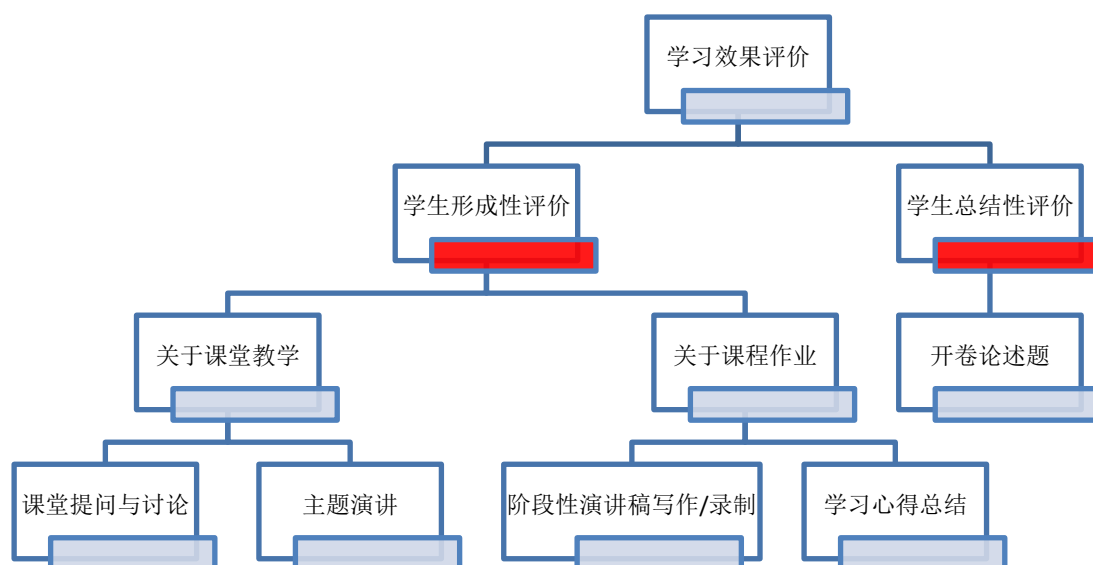 学习效果评价
学生形成性评价
学生总结性评价
关于课堂教学
关于课程作业
开卷论述题
课堂提问与讨论
主题演讲
阶段性演讲稿写作/录制
学习心得总结